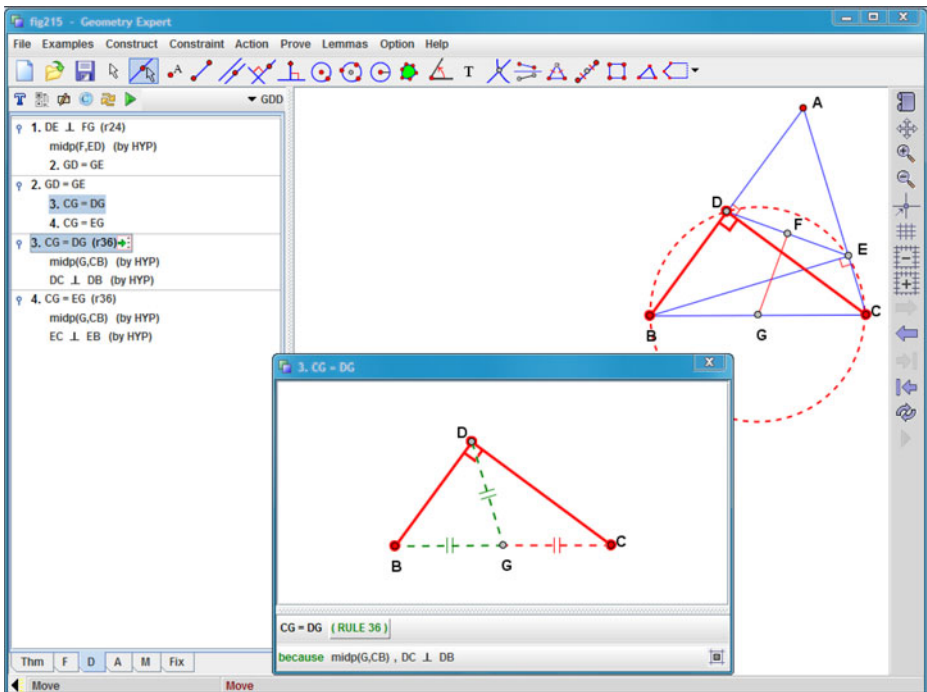 fig215 - Geometry Expert
File Examples Construct Constraint Action Prove Lemmas Option Help
A
T
T
C
GDD
1. DE ⊥ FG (r24)
midp(F,ED) (by HYP)
2. GD = GE
2. GD = GE
3. CG = DG
4. CG = EG
3. CG = DG (r36)
midp(G,CB) (by HYP)
DC ⊥ DB (by HYP)
4. CG = EG (r36)
midp(G,CB) (by HYP)
EC ⊥ EB (by HYP)
A
D
F
E
B
G
C
3. CG = DG
D
B
G
C
CG = DG ( RULE 36 )
because midp(G,CB) , DC ⊥ DB
Thm F D A M Fix
Move Move